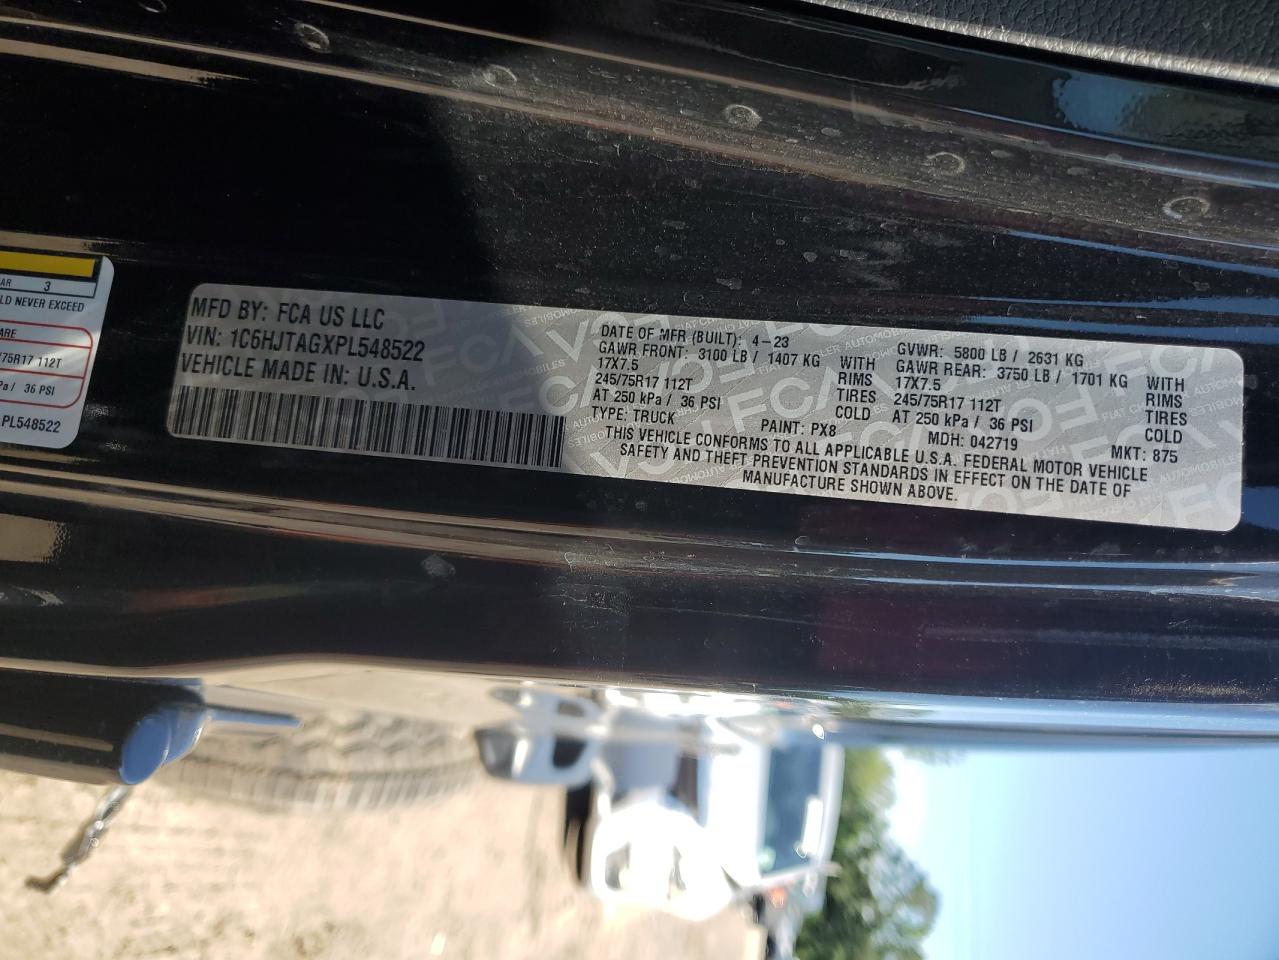 AR 3
LD NEVER EXCEED
ARE
/75R17 112T
Pa / 36 PSI
PL548522
MFD BY: FCA US LLC
VIN: 1C6HJTAGXPL548522
VEHICLE MADE IN: U.S.A.
DATE OF MFR (BUILT): 4-23 GVWR: 5800 LB / 2631 KG
GAWR FRONT: 3100 LB / 1407 KG WITH GAWR REAR: 3750 LB / 1701 KG WITH
17X7.5 RIMS 17X7.5 RIMS
245/75R17 112T TIRES 245/75R17 112T TIRES
AT 250 kPa / 36 PSI COLD AT 250 kPa / 36 PSI COLD
TYPE: TRUCK PAINT: PX8 MDH: 042719 MKT: 875
THIS VEHICLE CONFORMS TO ALL APPLICABLE U.S.A. FEDERAL MOTOR VEHICLE
SAFETY AND THEFT PREVENTION STANDARDS IN EFFECT ON THE DATE OF
MANUFACTURE SHOWN ABOVE.